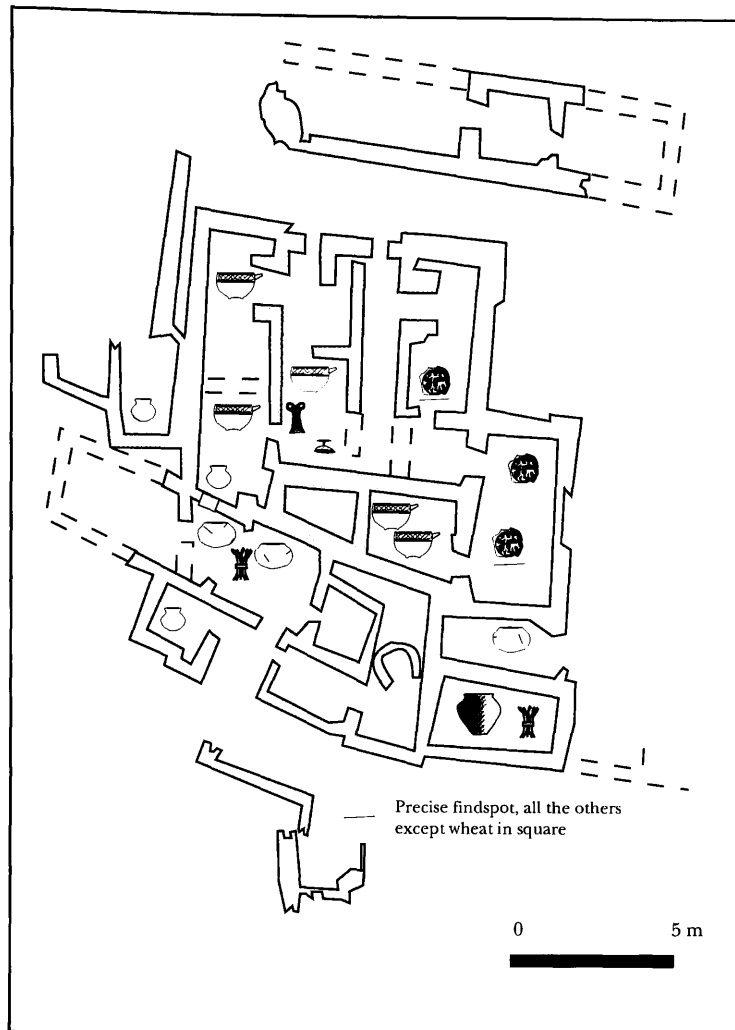 Precise findspot, all the others
except wheat in square
0 5 m